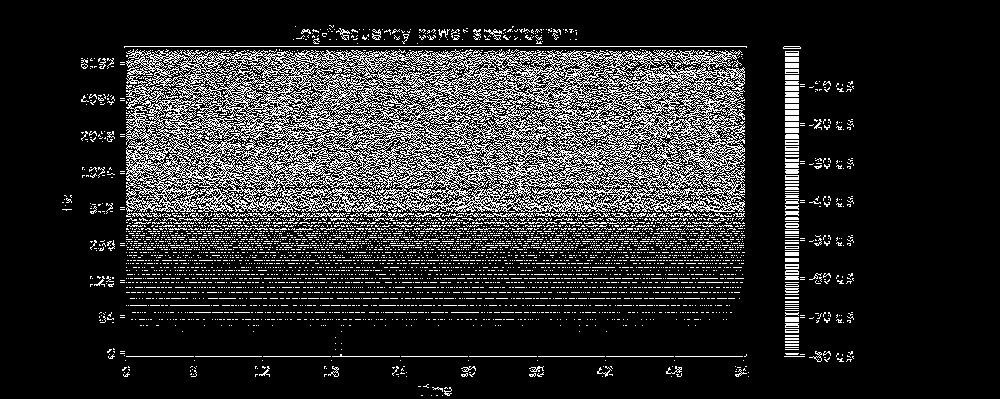 Log-frequency power spectrogram
8192
4096
2048
1024
512
256
128
64
0
Hz
0
6
12
18
24
30
36
42
48
54
Time
-10 dB
-20 dB
-30 dB
-40 dB
-50 dB
-60 dB
-70 dB
-80 dB